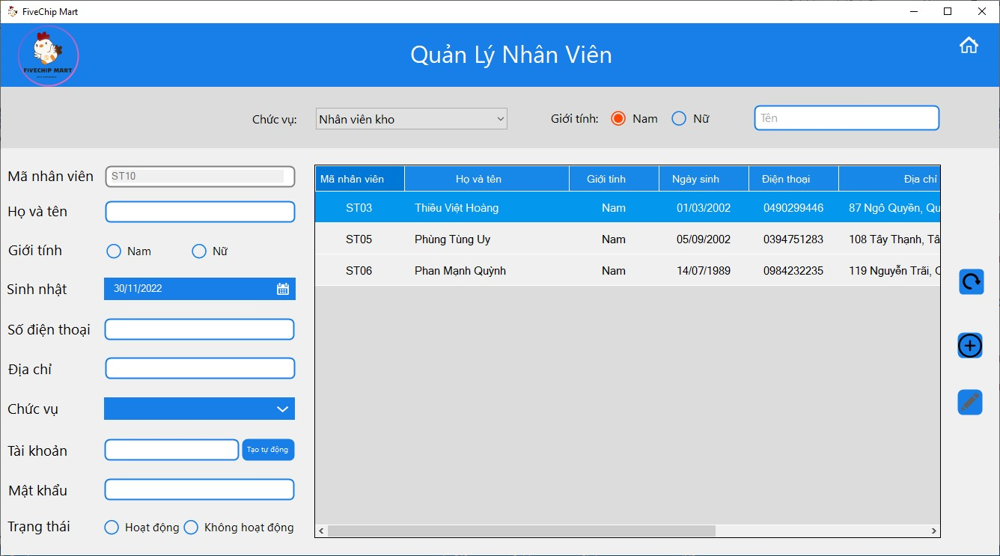 FiveChip Mart
FIVECHIP MART
Quản Lý Nhân Viên
Chức vụ: Nhân viên kho Giới tính: Nam Nữ Tên
Mã nhân viên ST10
Họ và tên
Giới tính Nam Nữ
Sinh nhật 30/11/2022
Số điện thoại
Địa chỉ
Chức vụ
Tài khoản Tạo tự động
Mật khẩu
Trạng thái Hoạt động Không hoạt động
Mã nhân viên Họ và tên Giới tính Ngày sinh Điện thoại Địa chỉ
ST03 Thiều Việt Hoàng Nam 01/03/2002 0490299446 87 Ngô Quyền, Qu
ST05 Phùng Tùng Uy Nam 05/09/2002 0394751283 108 Tây Thạnh, Tâ
ST06 Phan Mạnh Quỳnh Nam 14/07/1989 0984232235 119 Nguyễn Trãi,